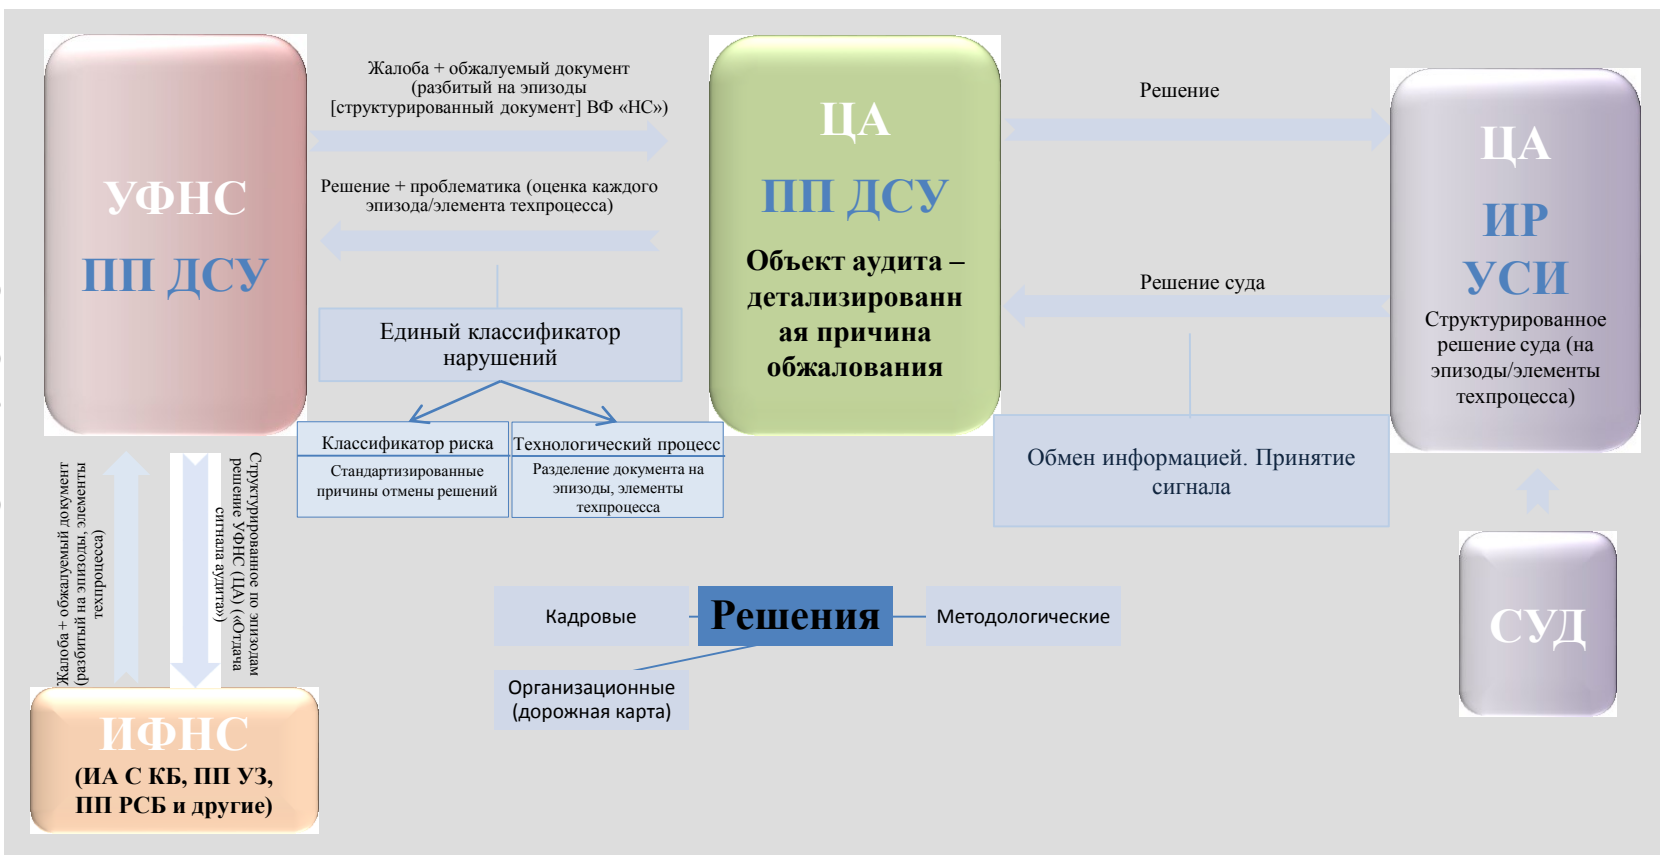 УФНС
ПП ДСУ
Жалоба + обжалуемый документ
(разбитый на эпизоды
[структурированный документ] ВФ «НС»)
Решение + проблематика (оценка каждого
эпизода/элемента техпроцесса)
ЦА
ПП ДСУ
Объект аудита –
детализированн
ая причина
обжалования
Решение
Решение суда
ЦА
ИР
УСИ
Структурированное
решение суда (на
эпизоды/элементы
техпроцесса)
Единый классификатор
нарушений
Классификатор риска
Стандартизированные
причины отмены решений
Технологический процесс
Разделение документа на
эпизоды, элементы
техпроцесса
Обмен информацией. Принятие
сигнала
Жалоба + обжалуемый документ
(разбитый на эпизоды, элементы
техпроцесса)
Структурированное по эпизодам
решение УФНС (ЦА) («Отдача
сигнала аудита»)
СУД
Кадровые
Решения
Методологические
Организационные
(дорожная карта)
ИФНС
(ИА С КБ, ПП УЗ,
ПП РСБ и другие)